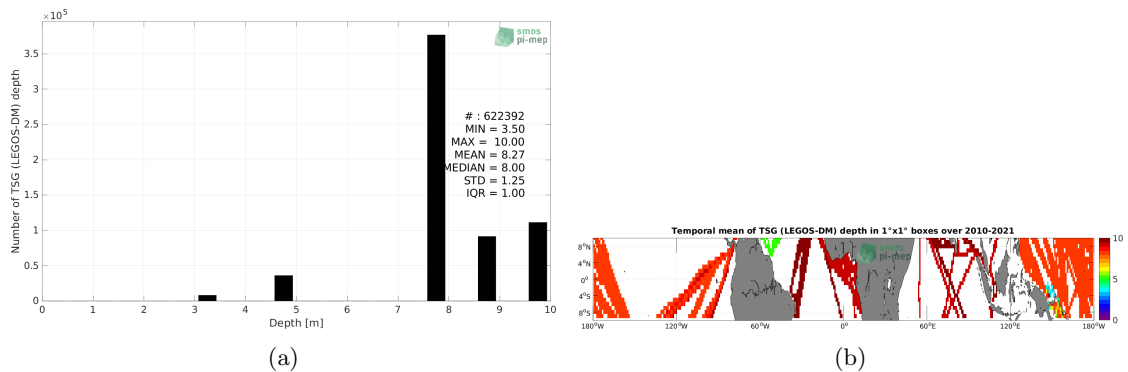 ×10⁵
smos
pi-mep
Number of TSG (LEGOS-DM) depth
3.5
3
2.5
2
1.5
1
0.5
0
# : 622392
MIN = 3.50
MAX = 10.00
MEAN = 8.27
MEDIAN = 8.00
STD = 1.25
IQR = 1.00
0 1 2 3 4 5 6 7 8 9 10
Depth [m]
(a)
Temporal mean of TSG (LEGOS-DM) depth in 1°x1° boxes over 2010-2021
smos
pi-mep
8°N
4°N
0°
4°S
8°S
180°W 120°W 60°W 0° 60°E 120°E 180°W
10
5
0
(b)